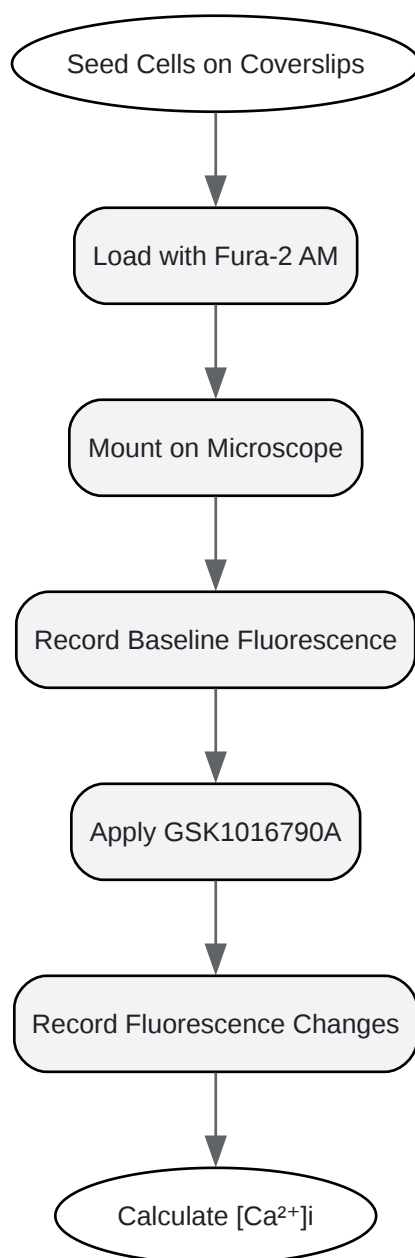 Seed Cells on Coverslips
Load with Fura-2 AM
Mount on Microscope
Record Baseline Fluorescence
Apply GSK1016790A
Record Fluorescence Changes
Calculate [Ca²⁺]i